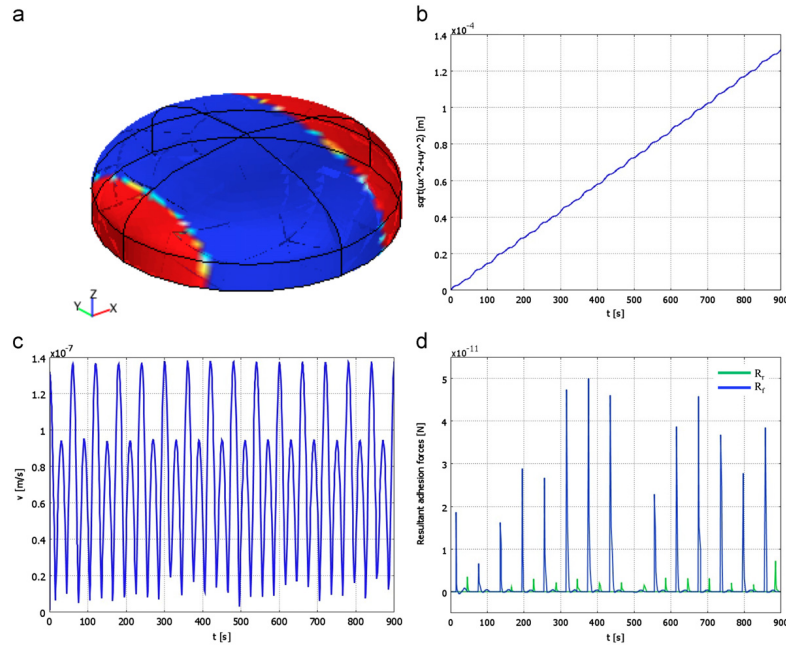 a
Z
Y
X
b
x10^-4
1.4
1.2
1
0.8
0.6
0.4
0.2
0
sqrt(ux^2+uy^2) [m]
0 100 200 300 400 500 600 700 800 900
t [s]
c
x10^-7
1.4
1.2
1
0.8
0.6
0.4
0.2
0
v [m/s]
0 100 200 300 400 500 600 700 800 900
t [s]
d
x10^-11
5
4
3
2
1
0
Resultant adhesion forces [N]
R_r
R_f
0 100 200 300 400 500 600 700 800 900
t [s]